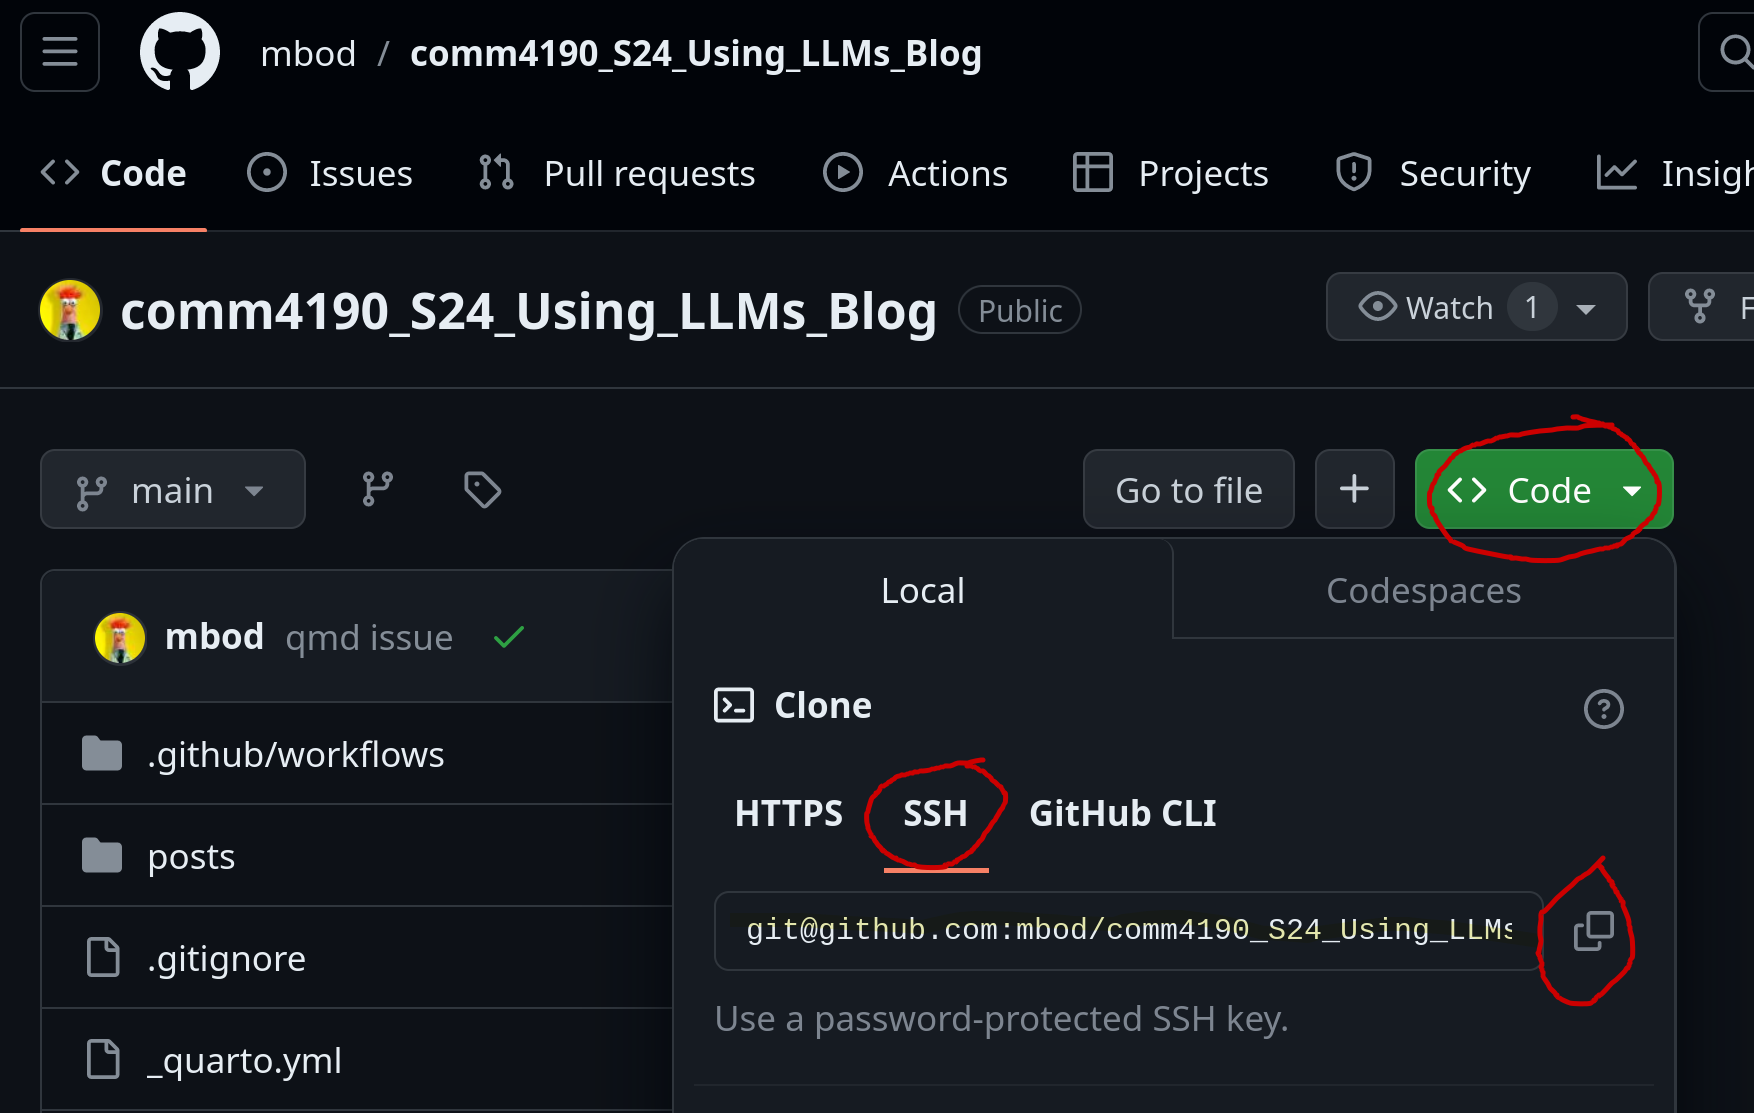 mbod / comm4190_S24_Using_LLMs_Blog
Code Issues Pull requests Actions Projects Security Insigh
comm4190_S24_Using_LLMs_Blog Public Watch 1 F
main Go to file + Code
Local Codespaces
mbod qmd issue
Clone
.github/workflows
HTTPS SSH GitHub CLI
posts
git@github.com:mbod/comm4190_S24_Using_LLMs
.gitignore
Use a password-protected SSH key.
_quarto.yml